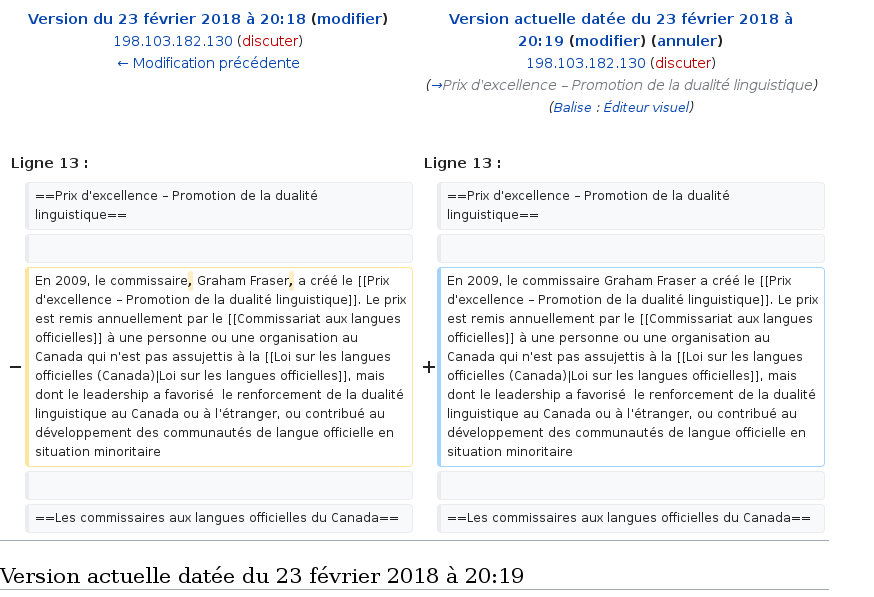 Version du 23 février 2018 à 20:18 (modifier)
198.103.182.130 (discuter)
← Modification précédente
Version actuelle datée du 23 février 2018 à
20:19 (modifier) (annuler)
198.103.182.130 (discuter)
(→Prix d'excellence – Promotion de la dualité linguistique)
(Balise : Éditeur visuel)
Ligne 13 :
==Prix d'excellence – Promotion de la dualité
linguistique==
En 2009, le commissaire, Graham Fraser, a créé le [[Prix
d'excellence – Promotion de la dualité linguistique]]. Le prix
est remis annuellement par le [[Commissariat aux langues
officielles]] à une personne ou une organisation au
Canada qui n'est pas assujettis à la [[Loi sur les langues
officielles (Canada)|Loi sur les langues officielles]], mais
dont le leadership a favorisé  le renforcement de la dualité
linguistique au Canada ou à l'étranger, ou contribué au
développement des communautés de langue officielle en
situation minoritaire
==Les commissaires aux langues officielles du Canada==
Ligne 13 :
==Prix d'excellence – Promotion de la dualité
linguistique==
En 2009, le commissaire Graham Fraser a créé le [[Prix
d'excellence – Promotion de la dualité linguistique]]. Le prix
est remis annuellement par le [[Commissariat aux langues
officielles]] à une personne ou une organisation au
Canada qui n'est pas assujettis à la [[Loi sur les langues
officielles (Canada)|Loi sur les langues officielles]], mais
dont le leadership a favorisé  le renforcement de la dualité
linguistique au Canada ou à l'étranger, ou contribué au
développement des communautés de langue officielle en
situation minoritaire
==Les commissaires aux langues officielles du Canada==
Version actuelle datée du 23 février 2018 à 20:19